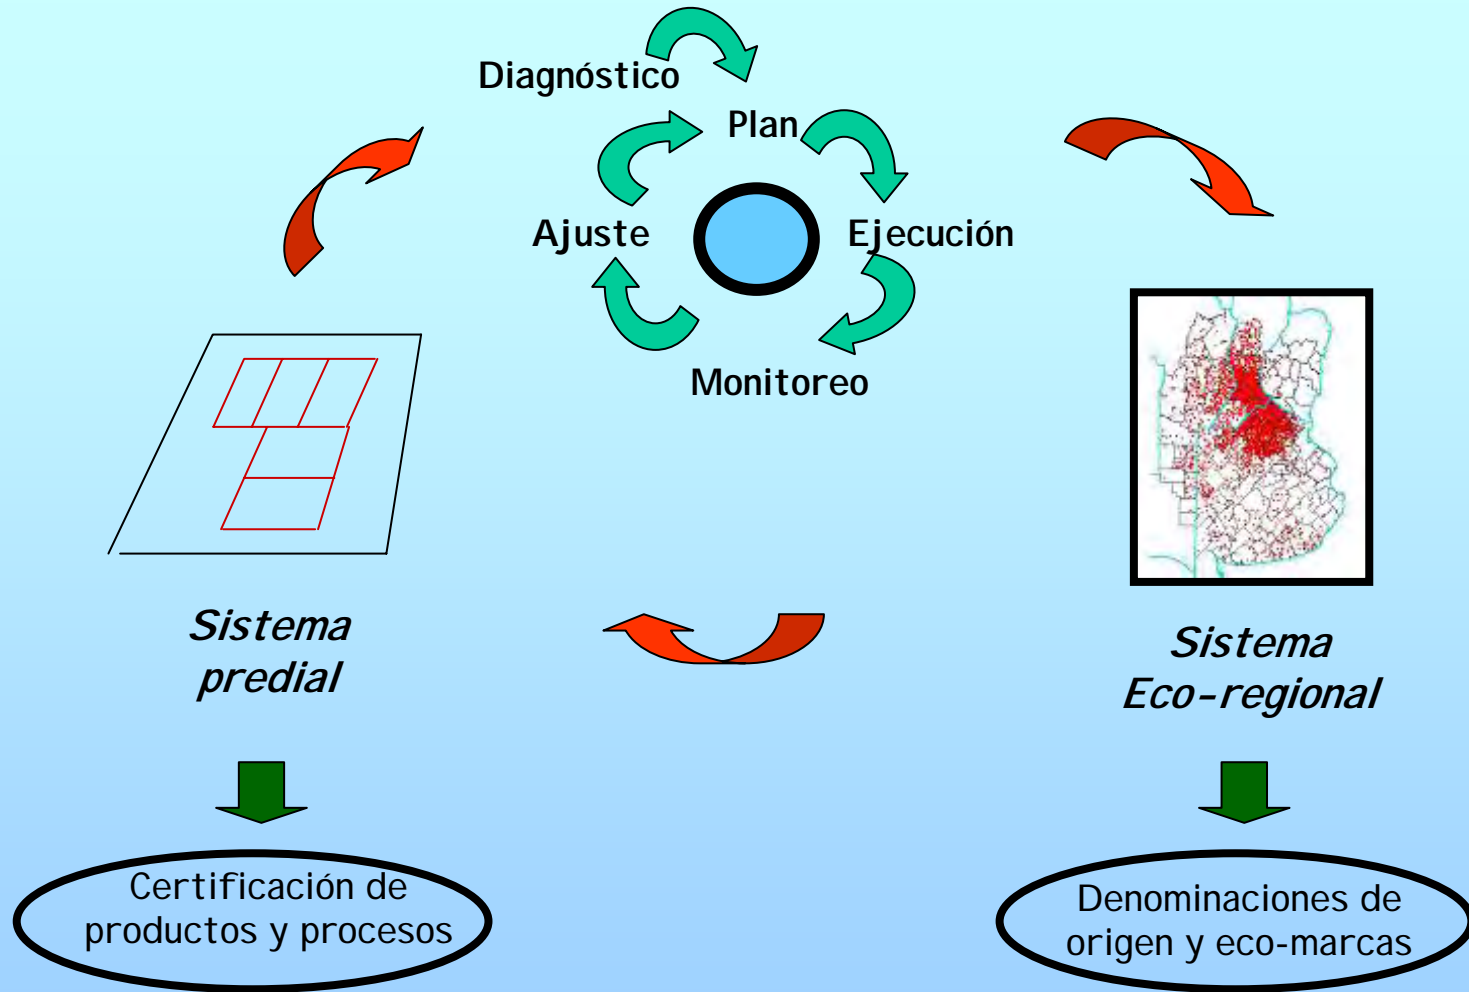 Diagnóstico
Plan
Ajuste
Ejecución
Monitoreo
Sistema
predial
Sistema
Eco-regional
Certificación de
productos y procesos
Denominaciones de
origen y eco-marcas